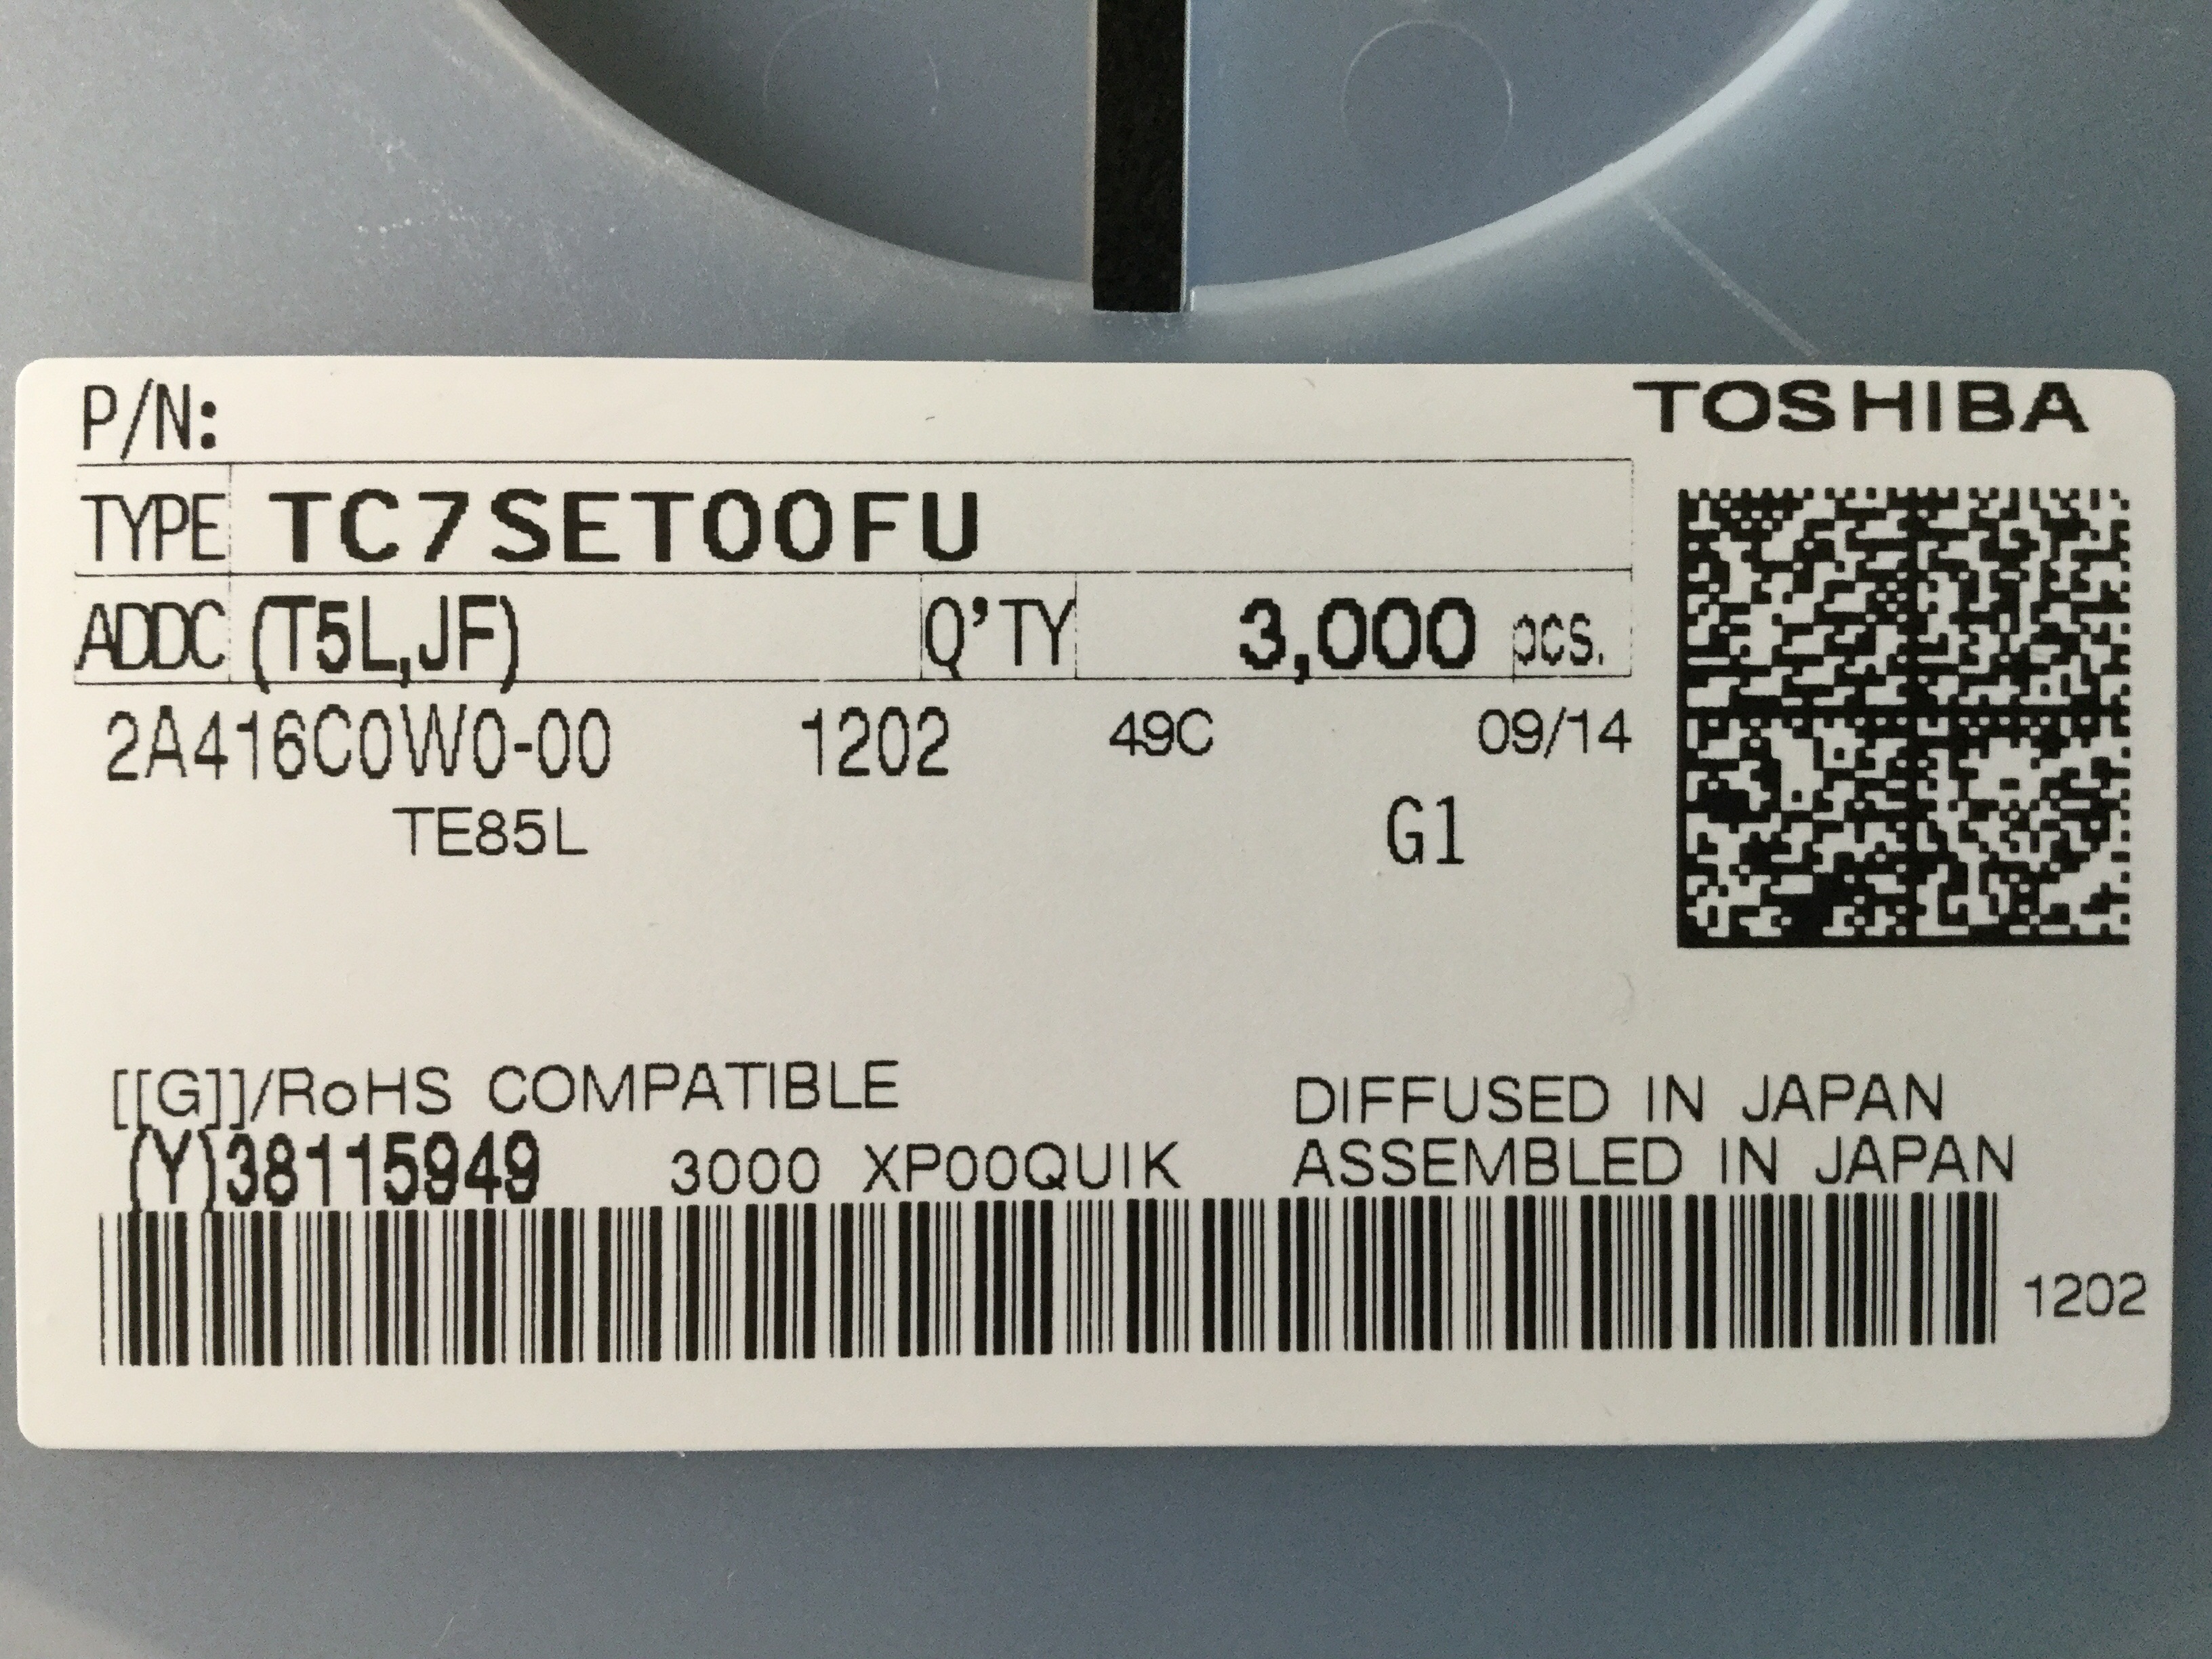 P/N:
TOSHIBA
TYPE TC7SET00FU
ADDC (T5L,JF) Q'TY 3,000 pcs.
2A416C0W0-00 1202 49C 09/14
TE85L G1
[[G]]/RoHS COMPATIBLE DIFFUSED IN JAPAN
(Y)38115949 3000 XP00QUIK ASSEMBLED IN JAPAN
1202